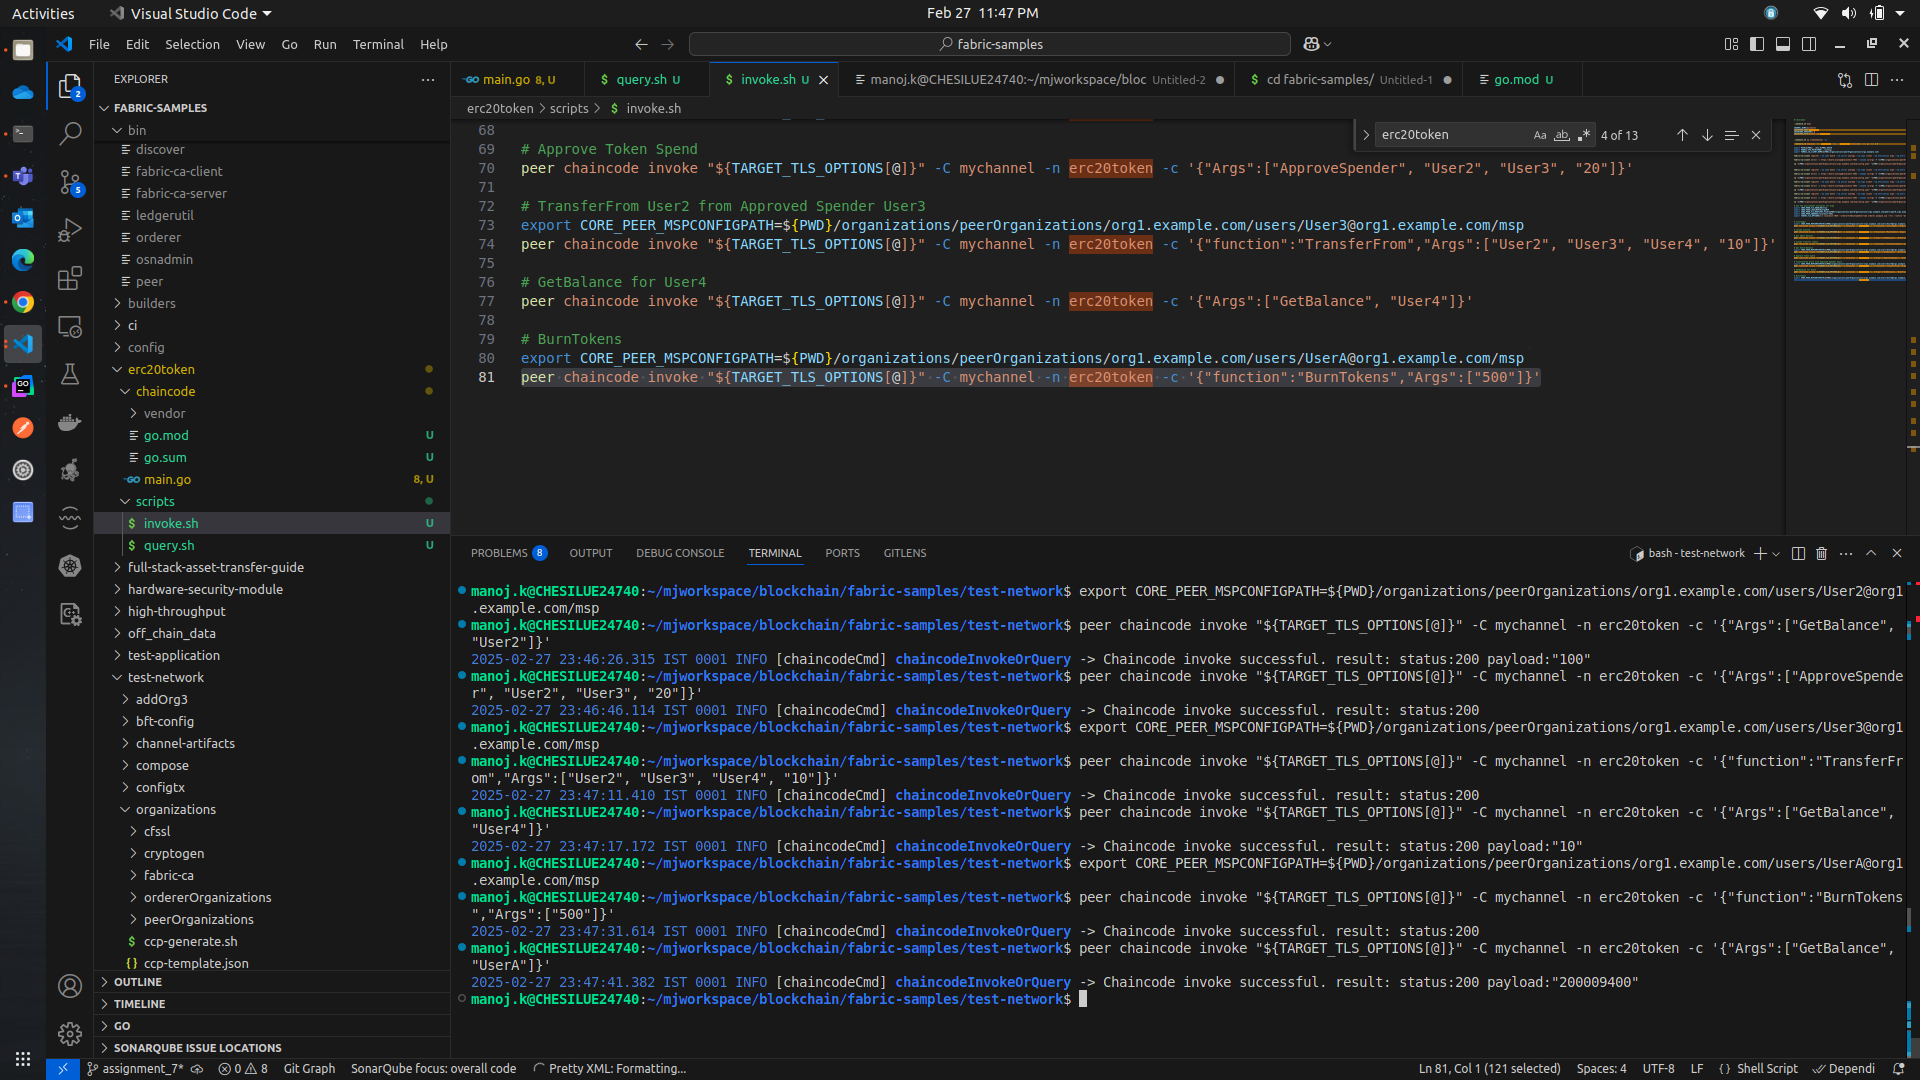 Activities
Visual Studio Code
Feb 27 11:47 PM
File Edit Selection View Go Run Terminal Help
fabric-samples
EXPLORER
FABRIC-SAMPLES
bin
discover
fabric-ca-client
fabric-ca-server
ledgerutil
orderer
osnadmin
peer
builders
ci
config
erc20token
chaincode
vendor
go.mod U
go.sum U
main.go 8, U
scripts
invoke.sh U
query.sh U
full-stack-asset-transfer-guide
hardware-security-module
high-throughput
off_chain_data
test-application
test-network
addOrg3
bft-config
channel-artifacts
compose
configtx
organizations
cfssl
cryptogen
fabric-ca
ordererOrganizations
peerOrganizations
ccp-generate.sh
ccp-template.json
OUTLINE
TIMELINE
GO
SONARQUBE ISSUE LOCATIONS
2
5
main.go 8, U
query.sh U
invoke.sh U
manoj.k@CHESILUE24740:~/mjworkspace/bloc Untitled-2
cd fabric-samples/ Untitled-1
go.mod U
erc20token > scripts > $ invoke.sh
erc20token
Aa ab 4 of 13
68
69 # Approve Token Spend
70 peer chaincode invoke "${TARGET_TLS_OPTIONS[@]}" -C mychannel -n erc20token -c '{"Args":["ApproveSpender", "User2", "User3", "20"]}'
71
72 # TransferFrom User2 from Approved Spender User3
73 export CORE_PEER_MSPCONFIGPATH=${PWD}/organizations/peerOrganizations/org1.example.com/users/User3@org1.example.com/msp
74 peer chaincode invoke "${TARGET_TLS_OPTIONS[@]}" -C mychannel -n erc20token -c '{"function":"TransferFrom","Args":["User2", "User3", "User4", "10"]}'
75
76 # GetBalance for User4
77 peer chaincode invoke "${TARGET_TLS_OPTIONS[@]}" -C mychannel -n erc20token -c '{"Args":["GetBalance", "User4"]}'
78
79 # BurnTokens
80 export CORE_PEER_MSPCONFIGPATH=${PWD}/organizations/peerOrganizations/org1.example.com/users/UserA@org1.example.com/msp
81 peer chaincode invoke "${TARGET_TLS_OPTIONS[@]}" -C mychannel -n erc20token -c '{"function":"BurnTokens","Args":["500"]}'
PROBLEMS 8 OUTPUT DEBUG CONSOLE TERMINAL PORTS GITLENS
bash - test-network
manoj.k@CHESILUE24740:~/mjworkspace/blockchain/fabric-samples/test-network$ export CORE_PEER_MSPCONFIGPATH=${PWD}/organizations/peerOrganizations/org1.example.com/users/User2@org1
.example.com/msp
manoj.k@CHESILUE24740:~/mjworkspace/blockchain/fabric-samples/test-network$ peer chaincode invoke "${TARGET_TLS_OPTIONS[@]}" -C mychannel -n erc20token -c '{"Args":["GetBalance",
"User2"]}'
2025-02-27 23:46:26.315 IST 0001 INFO [chaincodeCmd] chaincodeInvokeOrQuery -> Chaincode invoke successful. result: status:200 payload:"100"
manoj.k@CHESILUE24740:~/mjworkspace/blockchain/fabric-samples/test-network$ peer chaincode invoke "${TARGET_TLS_OPTIONS[@]}" -C mychannel -n erc20token -c '{"Args":["ApproveSpende
r", "User2", "User3", "20"]}'
2025-02-27 23:46:46.114 IST 0001 INFO [chaincodeCmd] chaincodeInvokeOrQuery -> Chaincode invoke successful. result: status:200
manoj.k@CHESILUE24740:~/mjworkspace/blockchain/fabric-samples/test-network$ export CORE_PEER_MSPCONFIGPATH=${PWD}/organizations/peerOrganizations/org1.example.com/users/User3@org1
.example.com/msp
manoj.k@CHESILUE24740:~/mjworkspace/blockchain/fabric-samples/test-network$ peer chaincode invoke "${TARGET_TLS_OPTIONS[@]}" -C mychannel -n erc20token -c '{"function":"TransferFr
om","Args":["User2", "User3", "User4", "10"]}'
2025-02-27 23:47:11.410 IST 0001 INFO [chaincodeCmd] chaincodeInvokeOrQuery -> Chaincode invoke successful. result: status:200
manoj.k@CHESILUE24740:~/mjworkspace/blockchain/fabric-samples/test-network$ peer chaincode invoke "${TARGET_TLS_OPTIONS[@]}" -C mychannel -n erc20token -c '{"Args":["GetBalance",
"User4"]}'
2025-02-27 23:47:17.172 IST 0001 INFO [chaincodeCmd] chaincodeInvokeOrQuery -> Chaincode invoke successful. result: status:200 payload:"10"
manoj.k@CHESILUE24740:~/mjworkspace/blockchain/fabric-samples/test-network$ export CORE_PEER_MSPCONFIGPATH=${PWD}/organizations/peerOrganizations/org1.example.com/users/UserA@org1
.example.com/msp
manoj.k@CHESILUE24740:~/mjworkspace/blockchain/fabric-samples/test-network$ peer chaincode invoke "${TARGET_TLS_OPTIONS[@]}" -C mychannel -n erc20token -c '{"function":"BurnTokens
","Args":["500"]}'
2025-02-27 23:47:31.614 IST 0001 INFO [chaincodeCmd] chaincodeInvokeOrQuery -> Chaincode invoke successful. result: status:200
manoj.k@CHESILUE24740:~/mjworkspace/blockchain/fabric-samples/test-network$ peer chaincode invoke "${TARGET_TLS_OPTIONS[@]}" -C mychannel -n erc20token -c '{"Args":["GetBalance",
"UserA"]}'
2025-02-27 23:47:41.382 IST 0001 INFO [chaincodeCmd] chaincodeInvokeOrQuery -> Chaincode invoke successful. result: status:200 payload:"200009400"
manoj.k@CHESILUE24740:~/mjworkspace/blockchain/fabric-samples/test-network$
assignment_7* 0 8 Git Graph SonarQube focus: overall code Pretty XML: Formatting... Ln 81, Col 1 (121 selected) Spaces: 4 UTF-8 LF {} Shell Script Dependi